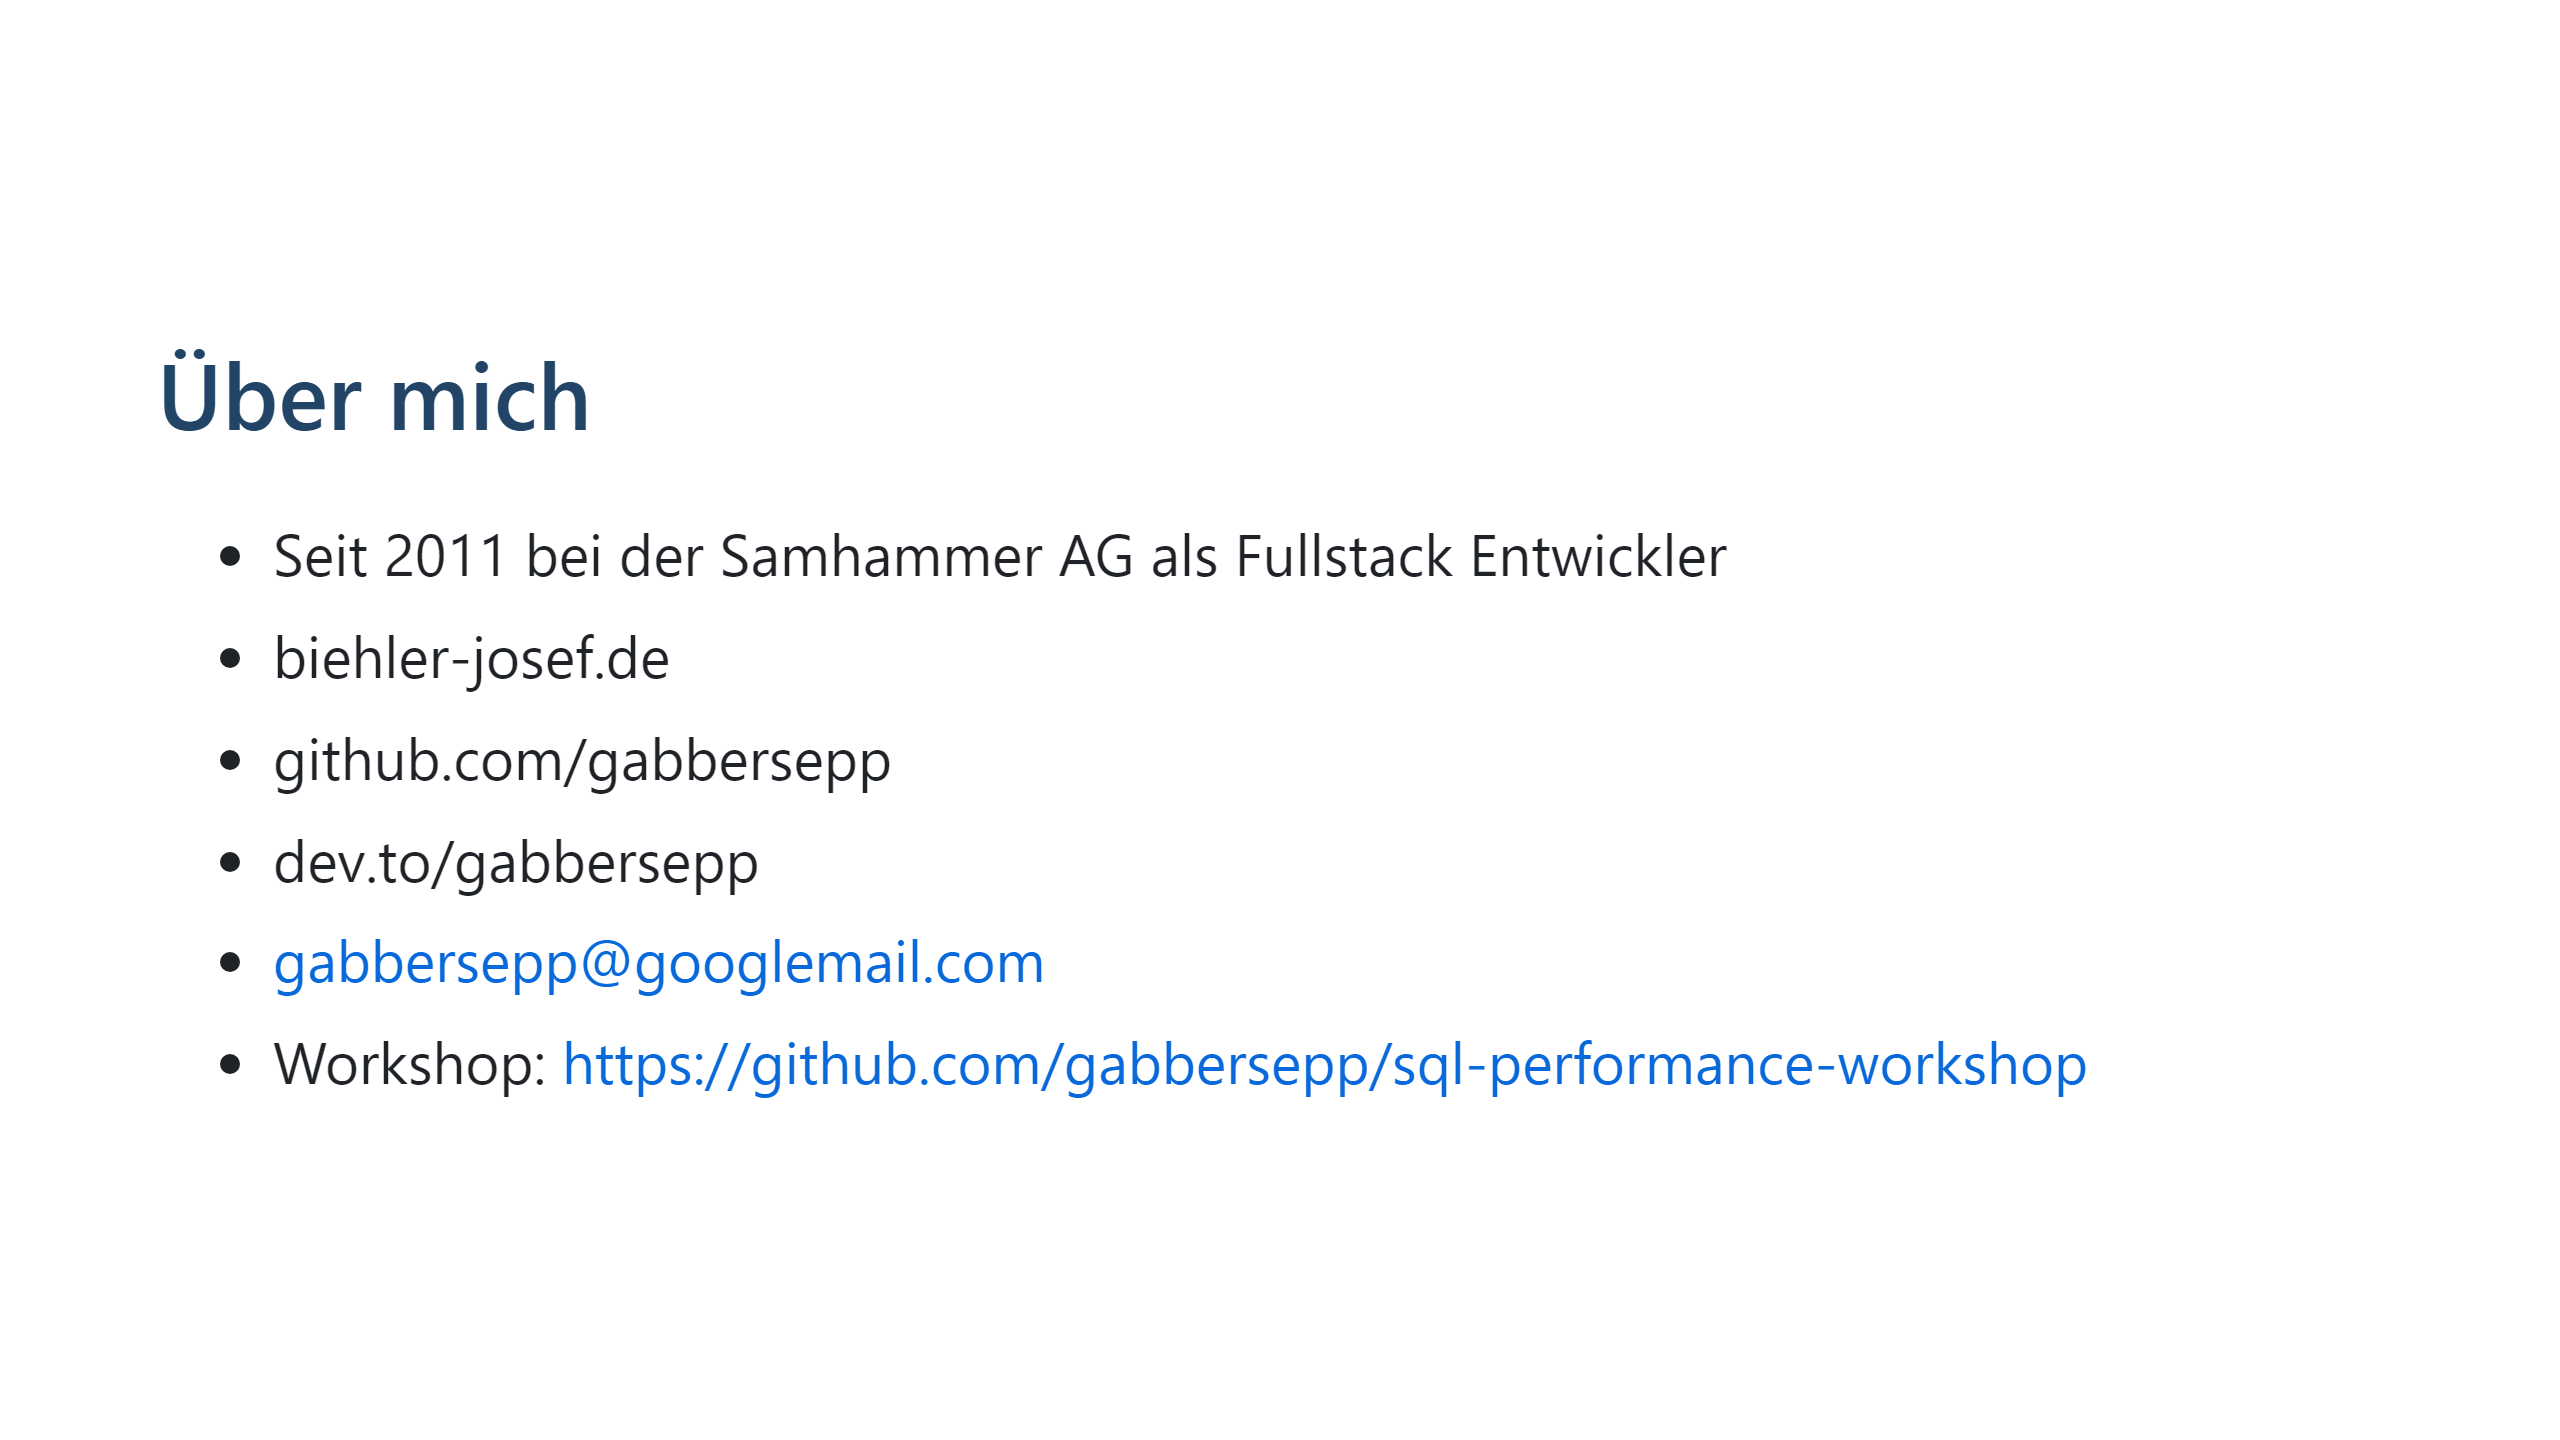 Über mich
Seit 2011 bei der Samhammer AG als Fullstack Entwickler
biehler-josef.de
github.com/gabbersepp
dev.to/gabbersepp
gabbersepp@googlemail.com
Workshop: https://github.com/gabbersepp/sql-performance-workshop